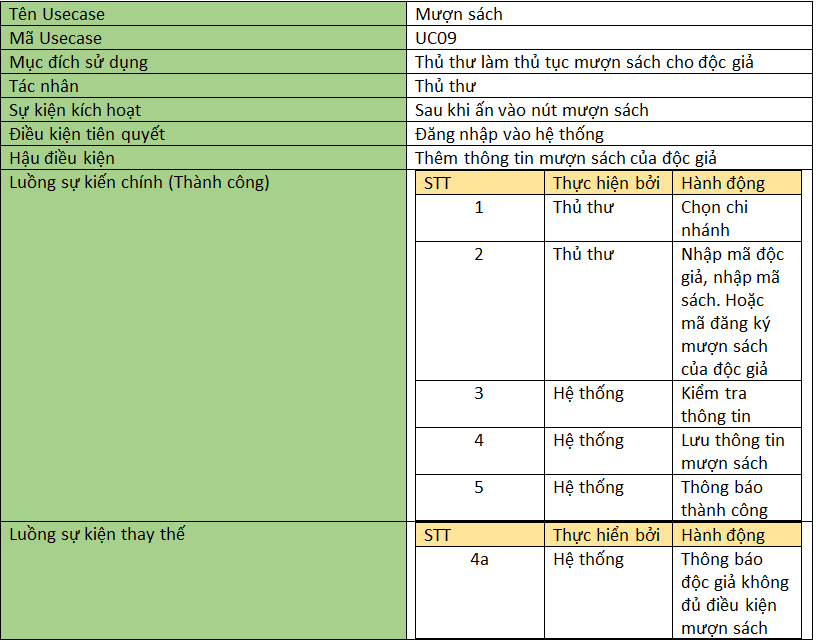 Tên Usecase Mượn sách
Mã Usecase UC09
Mục đích sử dụng Thủ thư làm thủ tục mượn sách cho độc giả
Tác nhân Thủ thư
Sự kiện kích hoạt Sau khi ấn vào nút mượn sách
Điều kiện tiên quyết Đăng nhập vào hệ thống
Hậu điều kiện Thêm thông tin mượn sách của độc giả
Luồng sự kiến chính (Thành công) STT Thực hiện bởi Hành động
1 Thủ thư Chọn chi
nhánh
2 Thủ thư Nhập mã độc
giả, nhập mã
sách. Hoặc
mã đăng ký
mượn sách
của độc giả
3 Hệ thống Kiểm tra
thông tin
4 Hệ thống Lưu thông tin
mượn sách
5 Hệ thống Thông báo
thành công
Luồng sự kiện thay thế STT Thực hiển bởi Hành động
4a Hệ thống Thông báo
độc giả không
đủ điều kiện
mượn sách